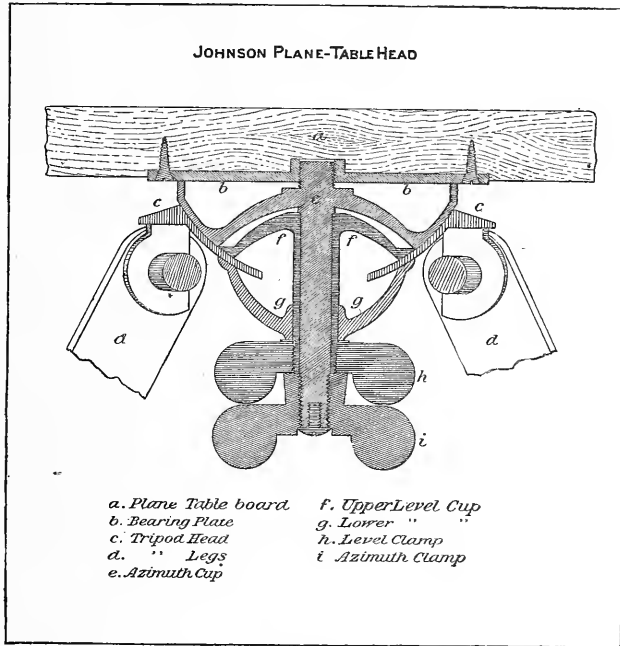 JOHNSON PLANE-TABLE HEAD
a
b b
c e c
f f
g g
d d
h
i
a. Plane Table board
b. Bearing Plate
c. Tripod Head
d. " Legs
e. Azimuth Cup
f. Upper Level Cup
g. Lower " "
h. Level Clamp
i Azimuth Clamp